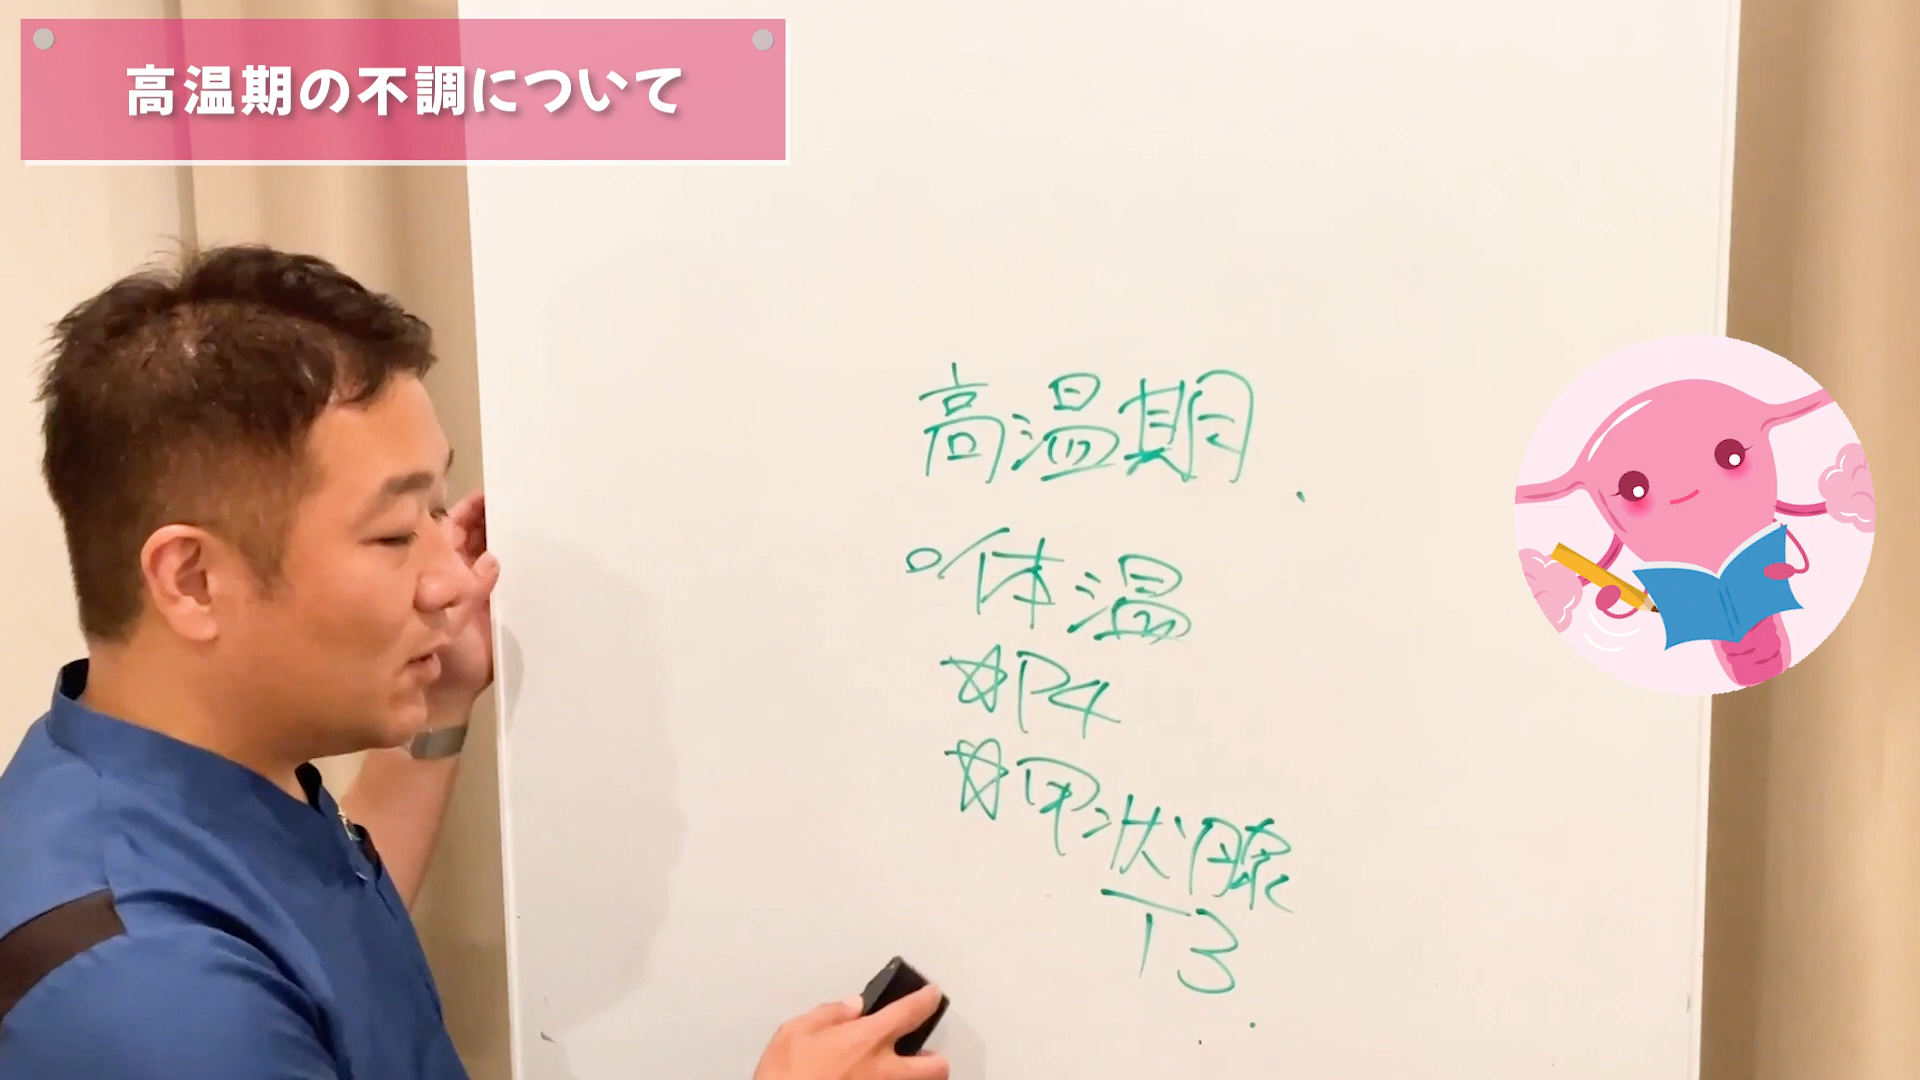 高温期の不調について
高温期
○体温
☆P4
☆甲状腺
T3